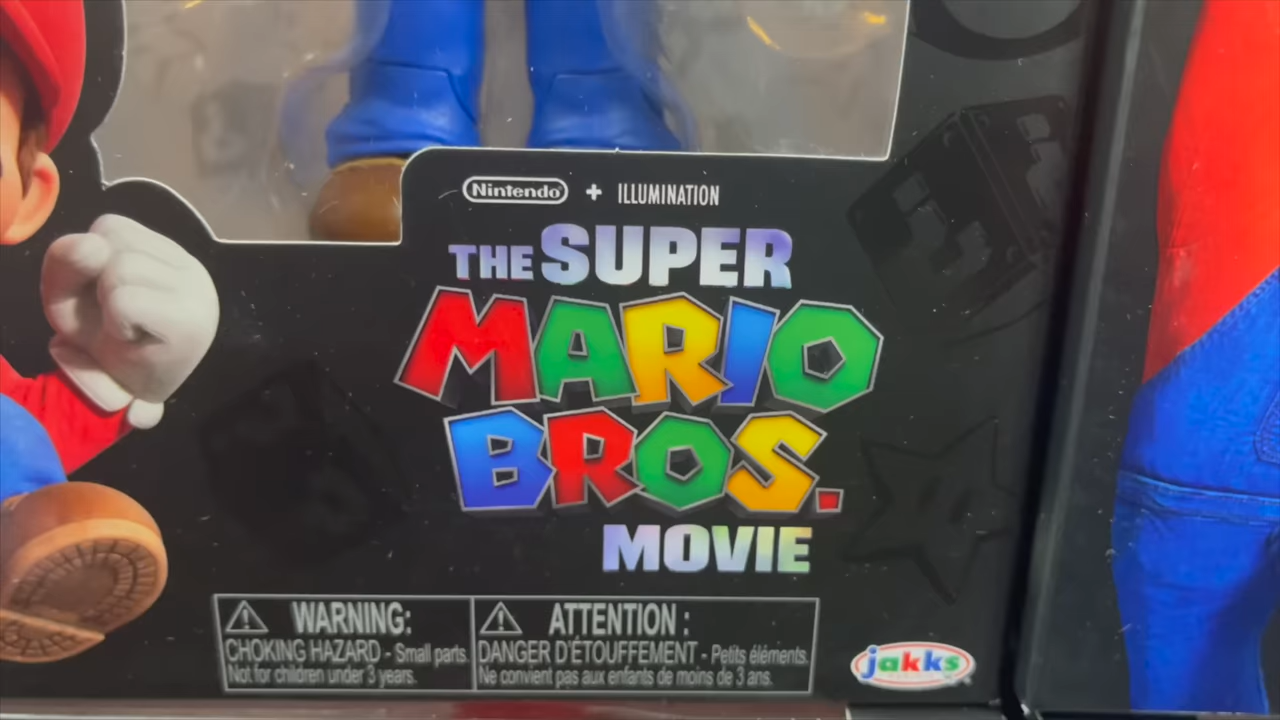 Nintendo + ILLUMINATION
THE SUPER
MARIO
BROS.
MOVIE
WARNING:
CHOKING HAZARD - Small parts.
Not for children under 3 years.
ATTENTION :
DANGER D'ÉTOUFFEMENT - Petits éléments.
Ne convient pas aux enfants de moins de 3 ans.
jakks